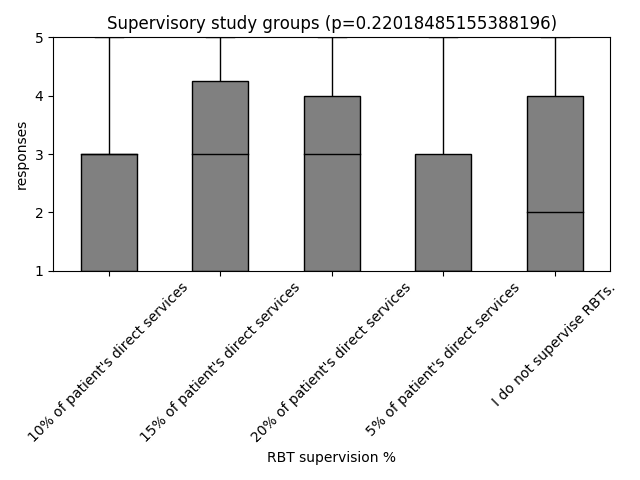 Supervisory study groups (p=0.22018485155388196)
5
4
3
2
1
responses
10% of patient's direct services
15% of patient's direct services
20% of patient's direct services
5% of patient's direct services
I do not supervise RBTs.
RBT supervision %